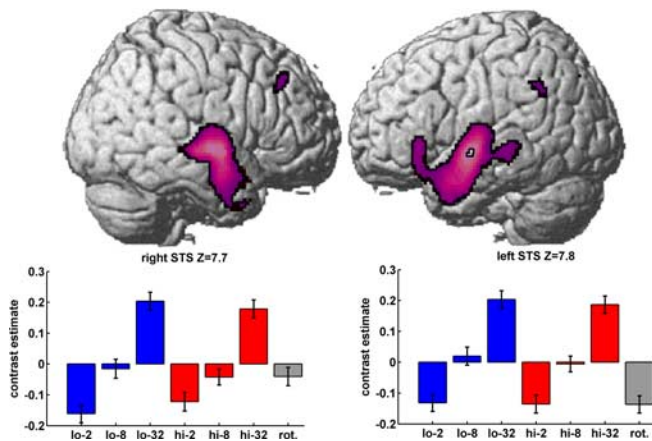 right STS Z=7.7
left STS Z=7.8
contrast estimate
0.3
0.2
0.1
0
-0.1
-0.2
lo-2 lo-8 lo-32 hi-2 hi-8 hi-32 rot.
contrast estimate
0.3
0.2
0.1
0
-0.1
-0.2
lo-2 lo-8 lo-32 hi-2 hi-8 hi-32 rot.